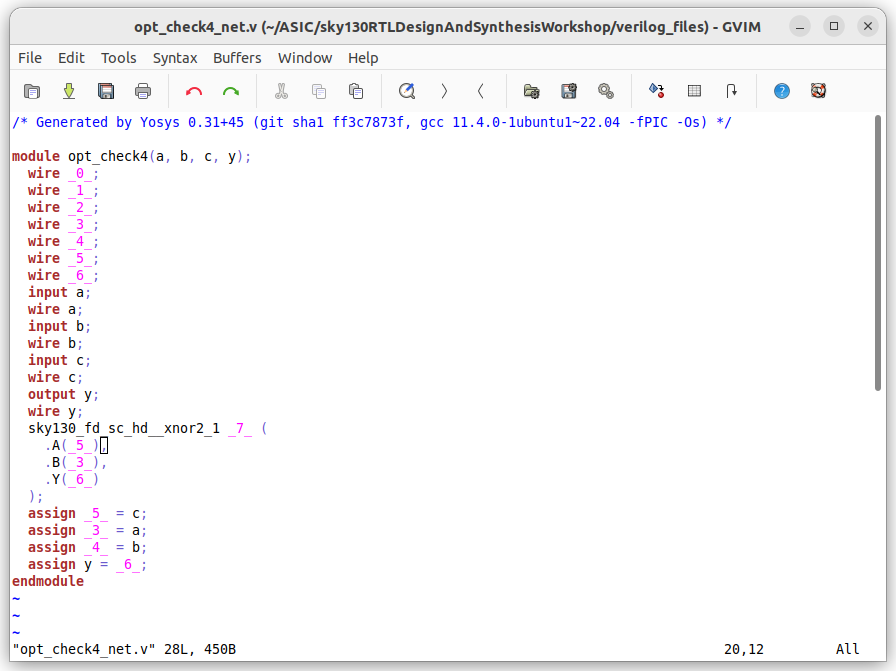 opt_check4_net.v (~/ASIC/sky130RTLDesignAndSynthesisWorkshop/verilog_files) - GVIM
File Edit Tools Syntax Buffers Window Help
/* Generated by Yosys 0.31+45 (git sha1 ff3c7873f, gcc 11.4.0-1ubuntu1~22.04 -fPIC -Os) */
module opt_check4(a, b, c, y);
  wire _0_;
  wire _1_;
  wire _2_;
  wire _3_;
  wire _4_;
  wire _5_;
  wire _6_;
  input a;
  wire a;
  input b;
  wire b;
  input c;
  wire c;
  output y;
  wire y;
  sky130_fd_sc_hd__xnor2_1 _7_ (
    .A(_5_),
    .B(_3_),
    .Y(_6_)
  );
  assign _5_ = c;
  assign _3_ = a;
  assign _4_ = b;
  assign y = _6_;
endmodule
~
~
~
"opt_check4_net.v" 28L, 450B 20,12 All